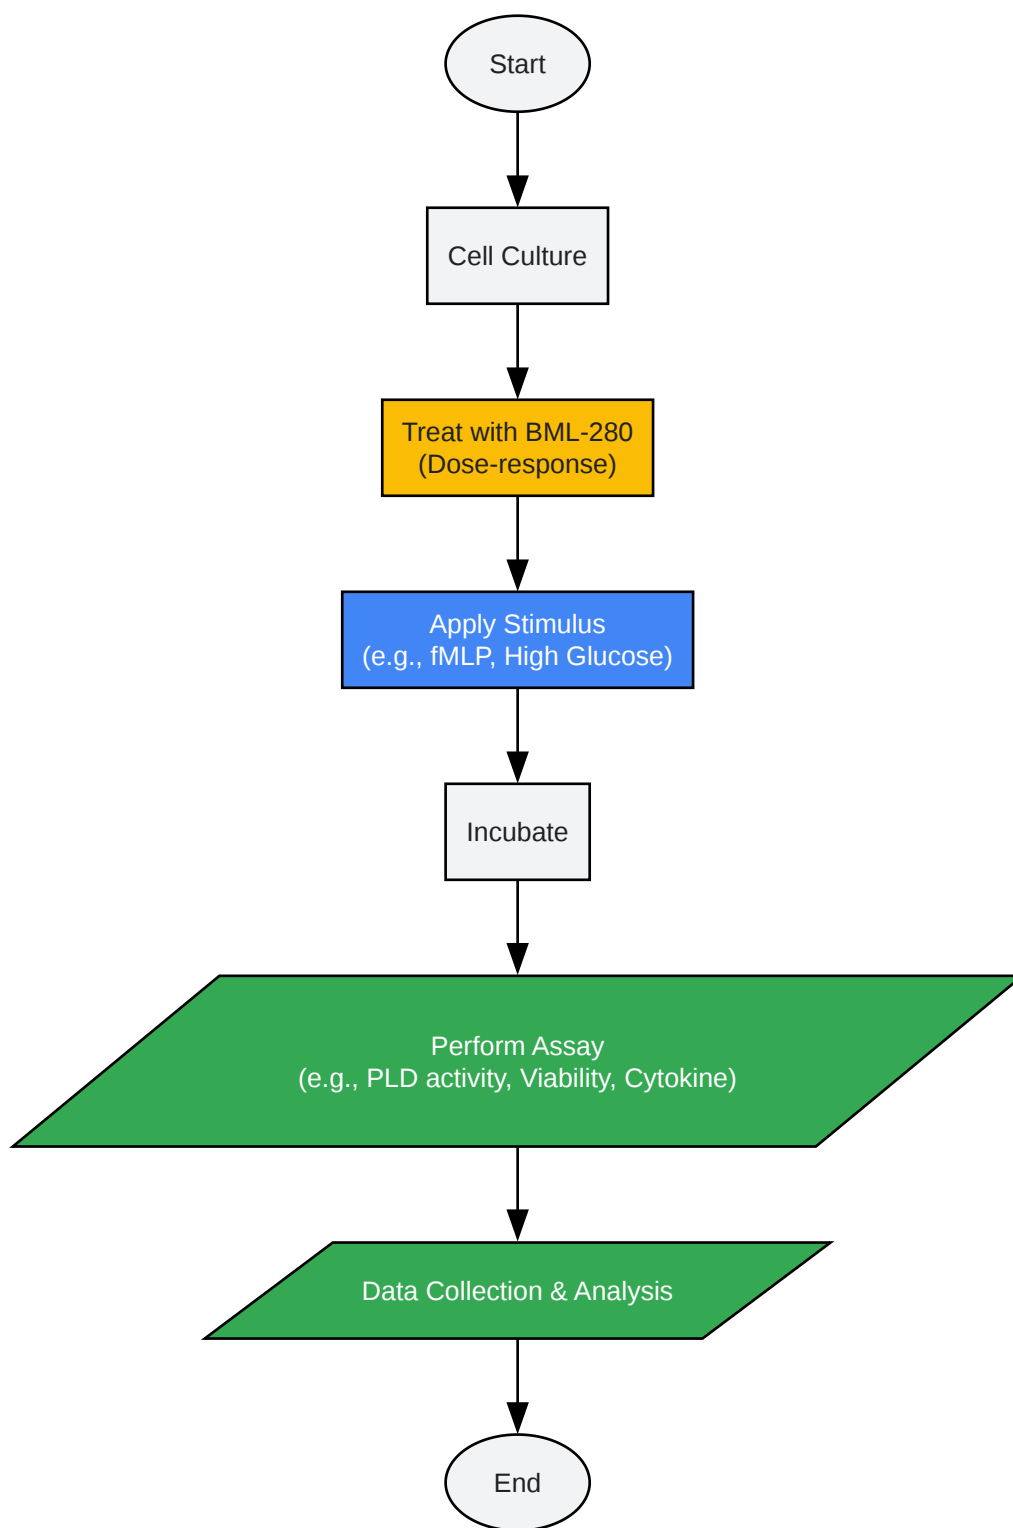 Start
Cell Culture
Treat with BML-280
(Dose-response)
Apply Stimulus
(e.g., fMLP, High Glucose)
Incubate
Perform Assay
(e.g., PLD activity, Viability, Cytokine)
Data Collection & Analysis
End